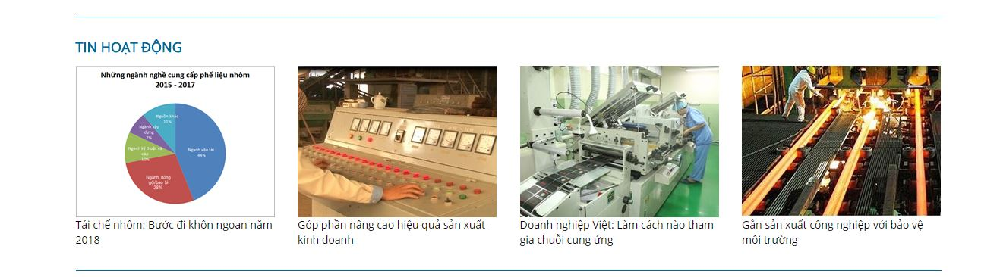 TIN HOẠT ĐỘNG
Những ngành nghề cung cấp phế liệu nhôm
2015 - 2017
Nguồn khác
11%
Ngành xây
dựng
7%
Ngành kỹ thuật và
cáp
10%
Ngành vận tải
44%
Ngành đóng
gói/bao bì
28%
Tái chế nhôm: Bước đi khôn ngoan năm
2018
Góp phần nâng cao hiệu quả sản xuất -
kinh doanh
Doanh nghiệp Việt: Làm cách nào tham
gia chuỗi cung ứng
Gắn sản xuất công nghiệp với bảo vệ
môi trường